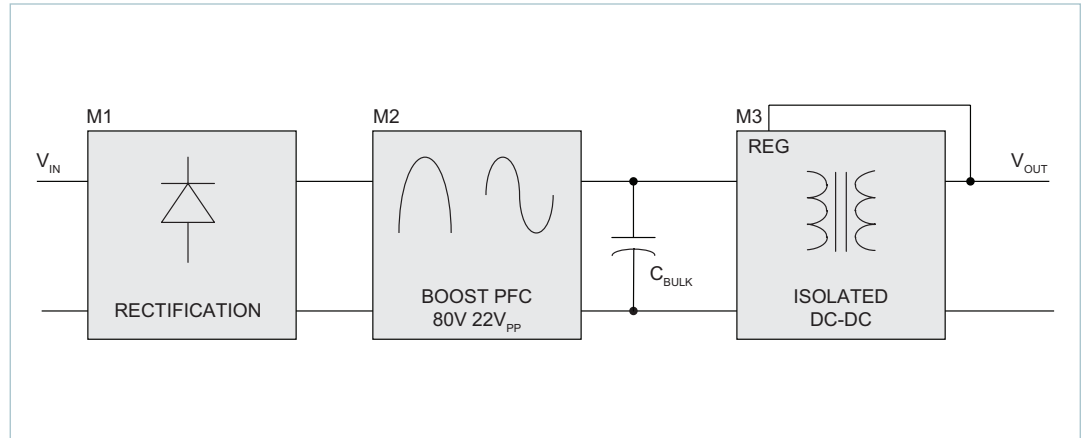 M1
M2
M3
REG
V_IN
V_OUT
C_BULK
RECTIFICATION
BOOST PFC
80V 22V_PP
ISOLATED
DC-DC